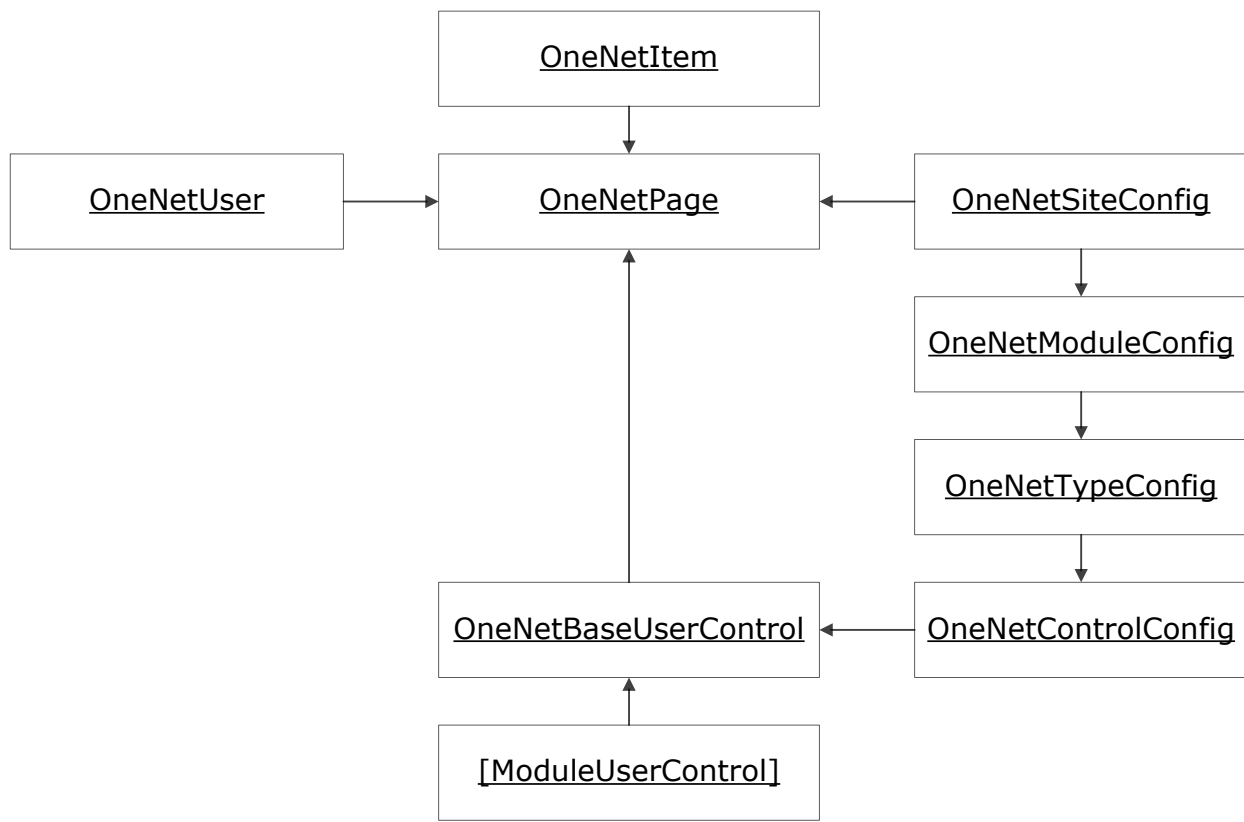 OneNetItem
OneNetUser
OneNetPage
OneNetSiteConfig
OneNetModuleConfig
OneNetTypeConfig
OneNetBaseUserControl
OneNetControlConfig
[ModuleUserControl]